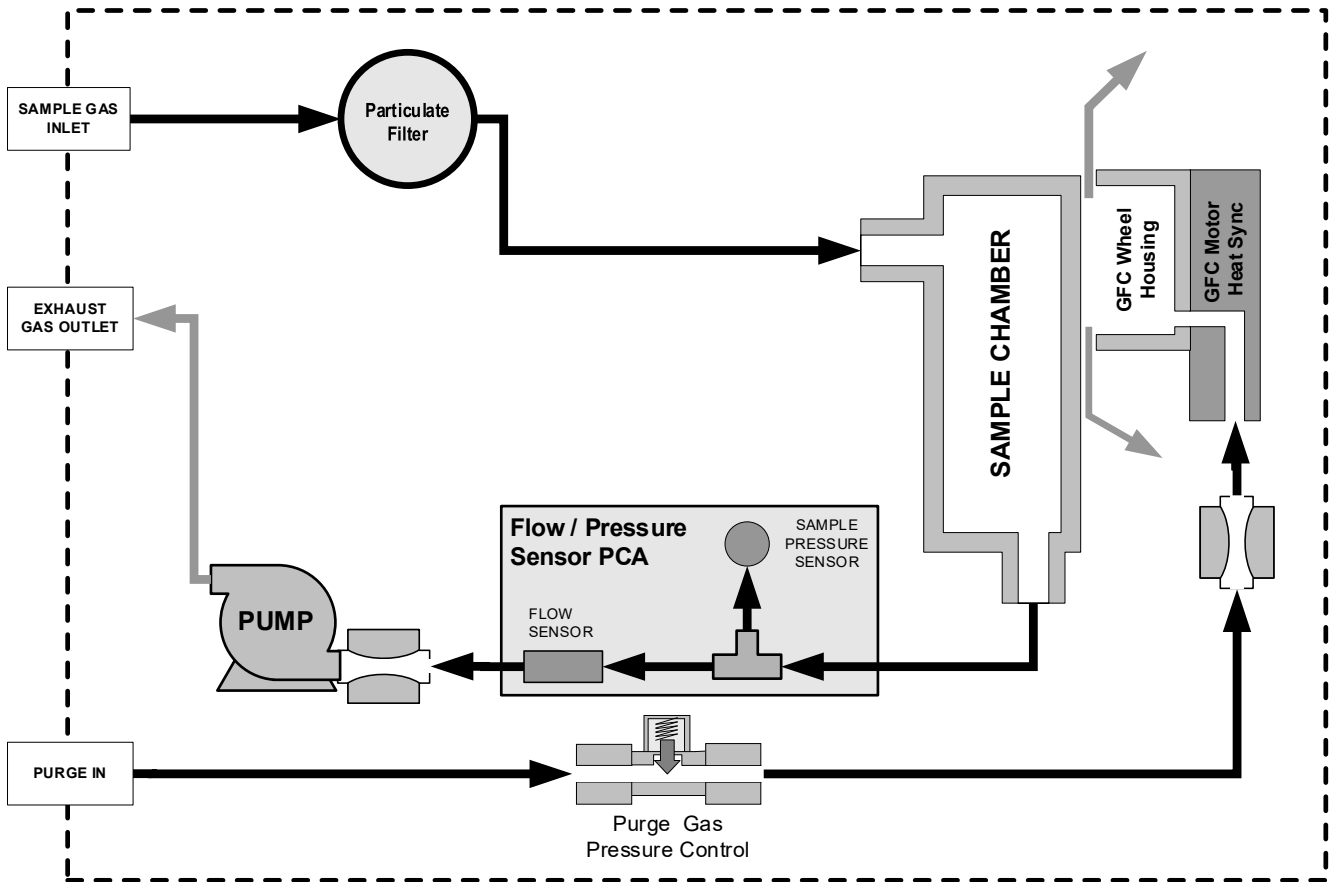 SAMPLE GAS
INLET
Particulate
Filter
SAMPLE CHAMBER
GFC Wheel
Housing
GFC Motor
Heat Sync
EXHAUST
GAS OUTLET
Flow / Pressure
Sensor PCA
SAMPLE
PRESSURE
SENSOR
FLOW
SENSOR
PUMP
PURGE IN
Purge Gas
Pressure Control